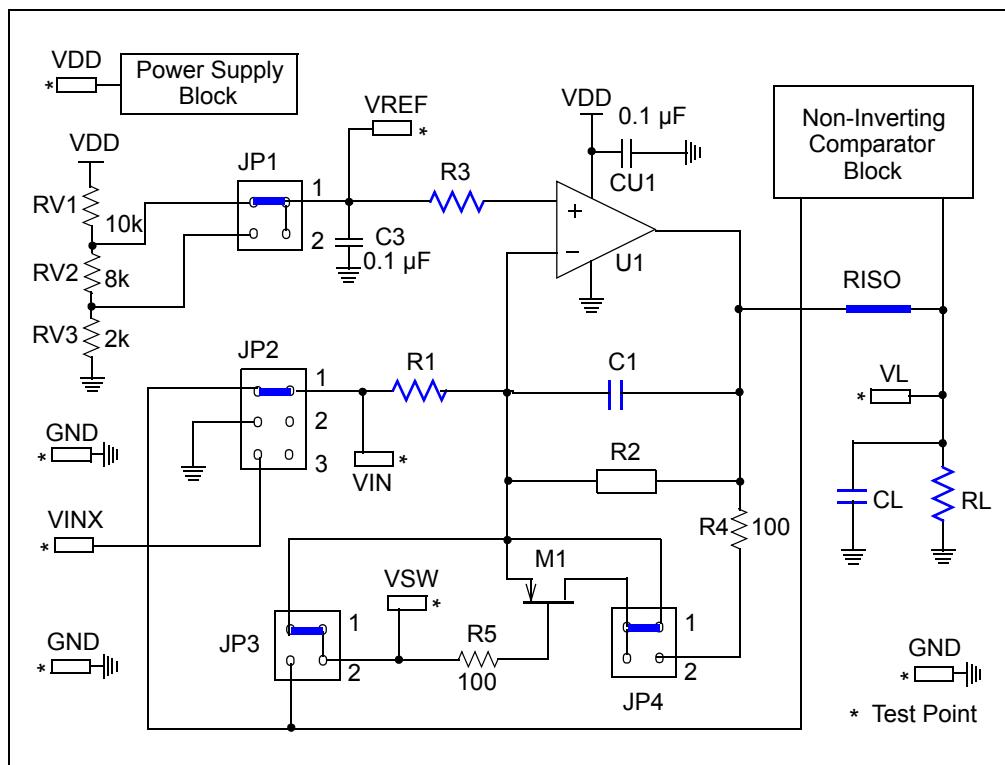 VDD
*
Power Supply
Block
VREF
*
VDD
0.1 µF
CU1
Non-Inverting
Comparator
Block
VDD
RV1
10k
RV2
8k
RV3
2k
JP1
1
2
C3
0.1 µF
R3
+
–
U1
RISO
JP2
1
2
3
R1
C1
VL
*
GND
*
VIN
*
R2
CL
RL
VINX
*
R4
100
M1
VSW
*
JP3
1
2
R5
100
1
2
JP4
GND
*
GND
*
* Test Point